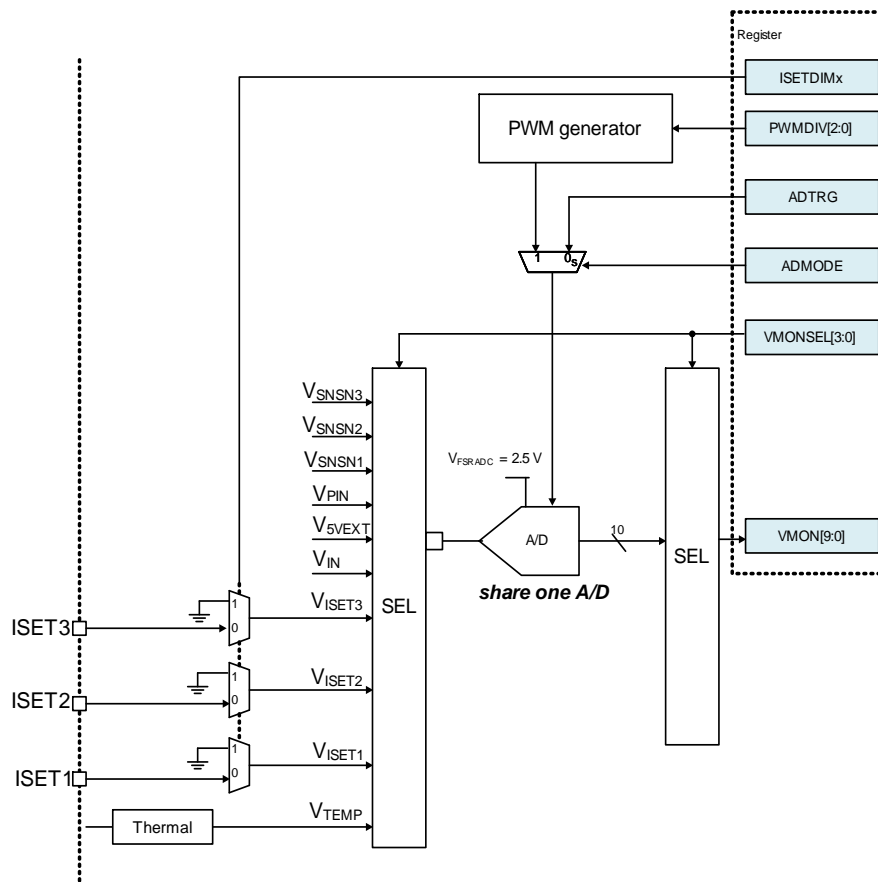 Register
ISETDIMx
PWM generator
PWMDIV[2:0]
ADTRG
1 0 S
ADMODE
VMONSEL[3:0]
VSNSN3
VSNSN2
VSNSN1
VFSRADC = 2.5 V
VPIN
V5VEXT
VIN
A/D
10
VMON[9:0]
SEL
SEL
share one A/D
1
0
VISET3
ISET3
1
0
VISET2
ISET2
1
0
VISET1
ISET1
VTEMP
Thermal